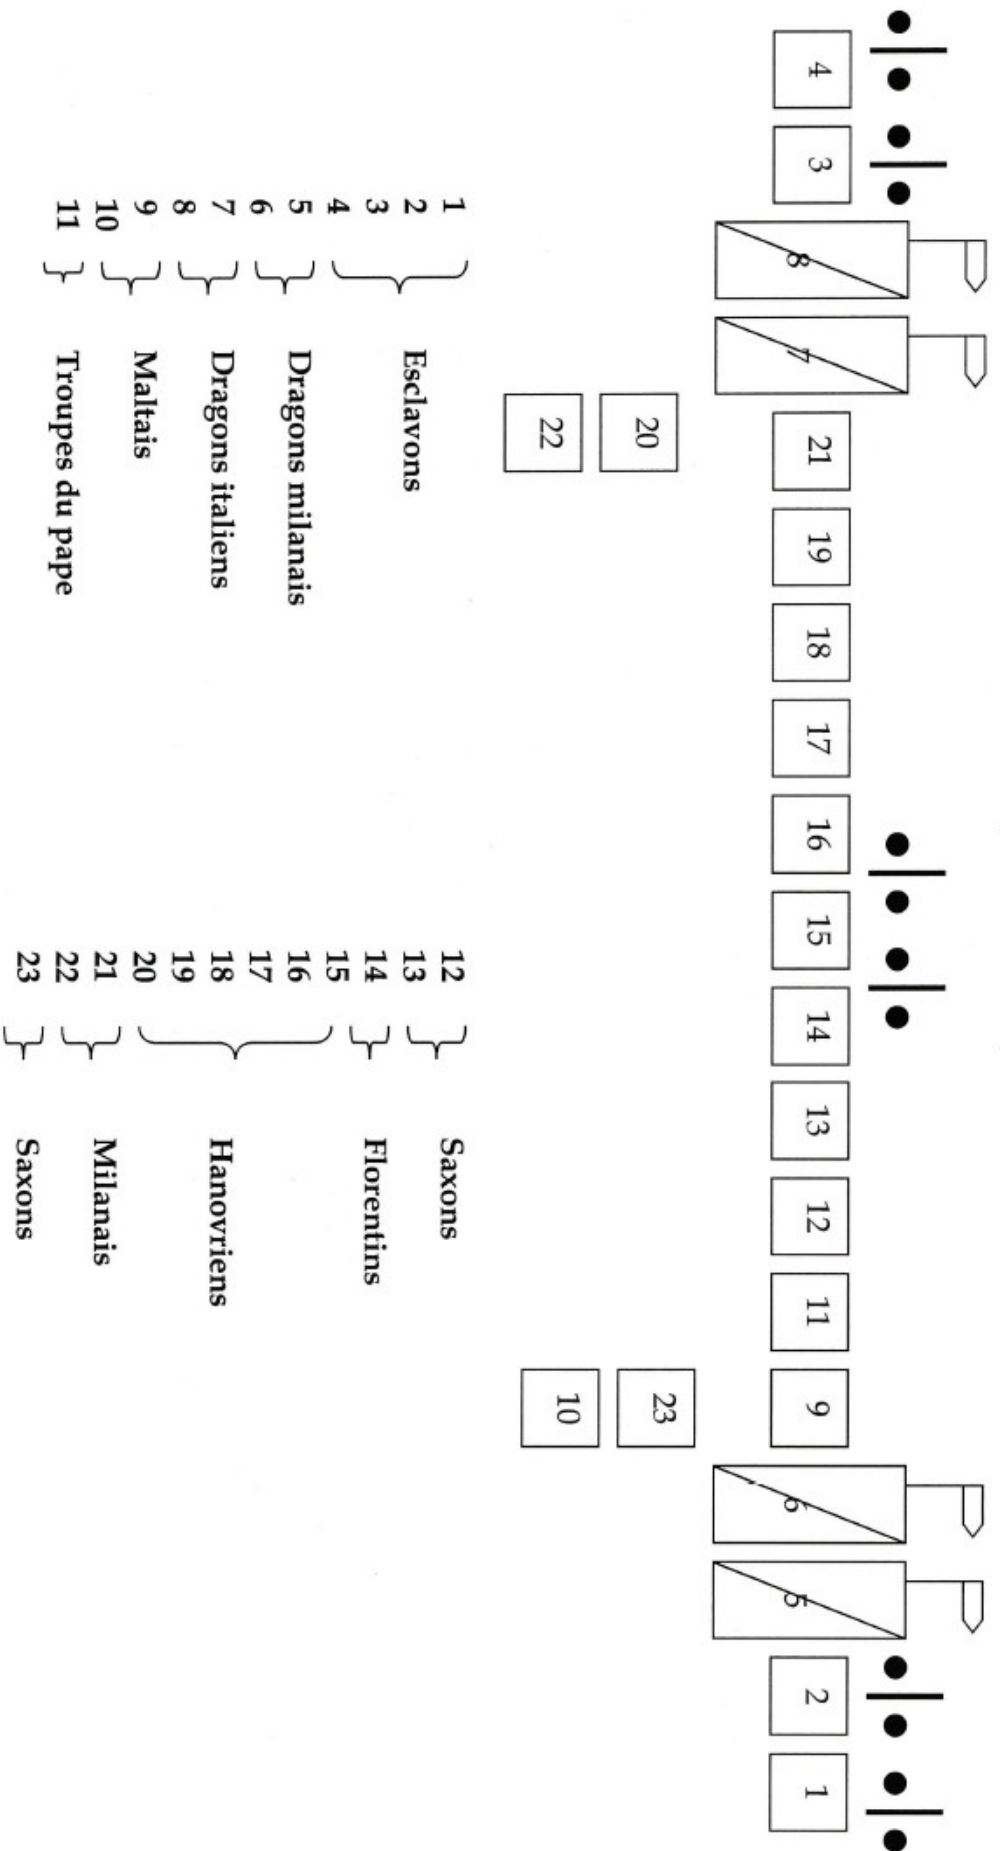 4 3 8 7 21 19 18 17 16 15 14 13 12 11 9 6 5 2 1
20 23
22 10
1
2
Esclavons
3
4
5
Dragons milanais
6
7
Dragons italiens
8
9
Maltais
10
11 Troupes du pape
12
Saxons
13
14 Florentins
15
16
17
Hanovriens
18
19
20
21
Milanais
22
23 Saxons